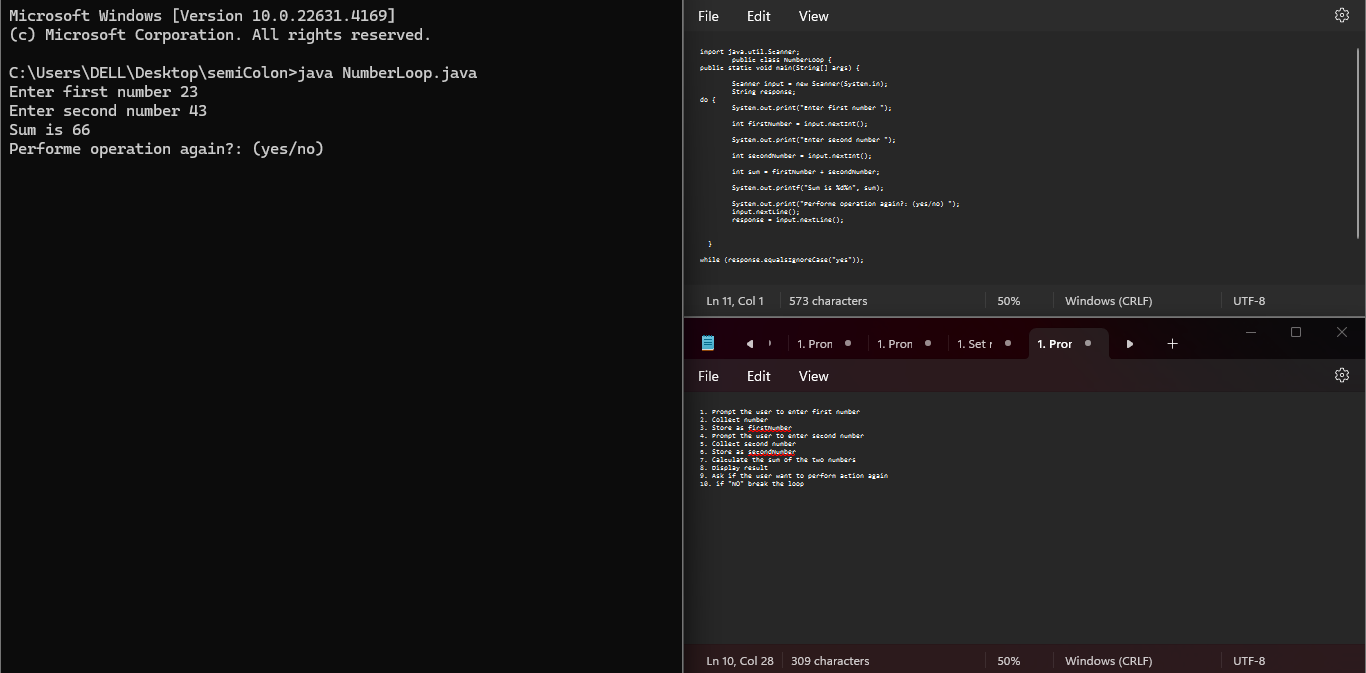 Microsoft Windows [Version 10.0.22631.4169]
(c) Microsoft Corporation. All rights reserved.
C:\Users\DELL\Desktop\semiColon>java NumberLoop.java
Enter first number 23
Enter second number 43
Sum is 66
Performe operation again?: (yes/no)
File Edit View
import java.util.Scanner;
public class NumberLoop {
public static void main(String[] args) {
Scanner input = new Scanner(System.in);
String response;
do {
System.out.print("Enter first number ");
int firstNumber = input.nextInt();
System.out.print("Enter second number ");
int secondNumber = input.nextInt();
int sum = firstNumber + secondNumber;
System.out.printf("Sum is %d%n", sum);
System.out.print("Performe operation again?: (yes/no) ");
input.nextLine();
response = input.nextLine();
}
while (response.equalsIgnoreCase("yes"));
Ln 11, Col 1 573 characters 50% Windows (CRLF) UTF-8
1. Pron 1. Pron 1. Set r 1. Pror
File Edit View
1. Prompt the user to enter first number
2. Collect number
3. Store as firstNumber
4. Prompt the user to enter second number
5. Collect second number
6. Store as secondNumber
7. Calculate the sum of the two numbers
8. Display result
9. Ask if the user want to perform action again
10. if "NO" break the loop
Ln 10, Col 28 309 characters 50% Windows (CRLF) UTF-8